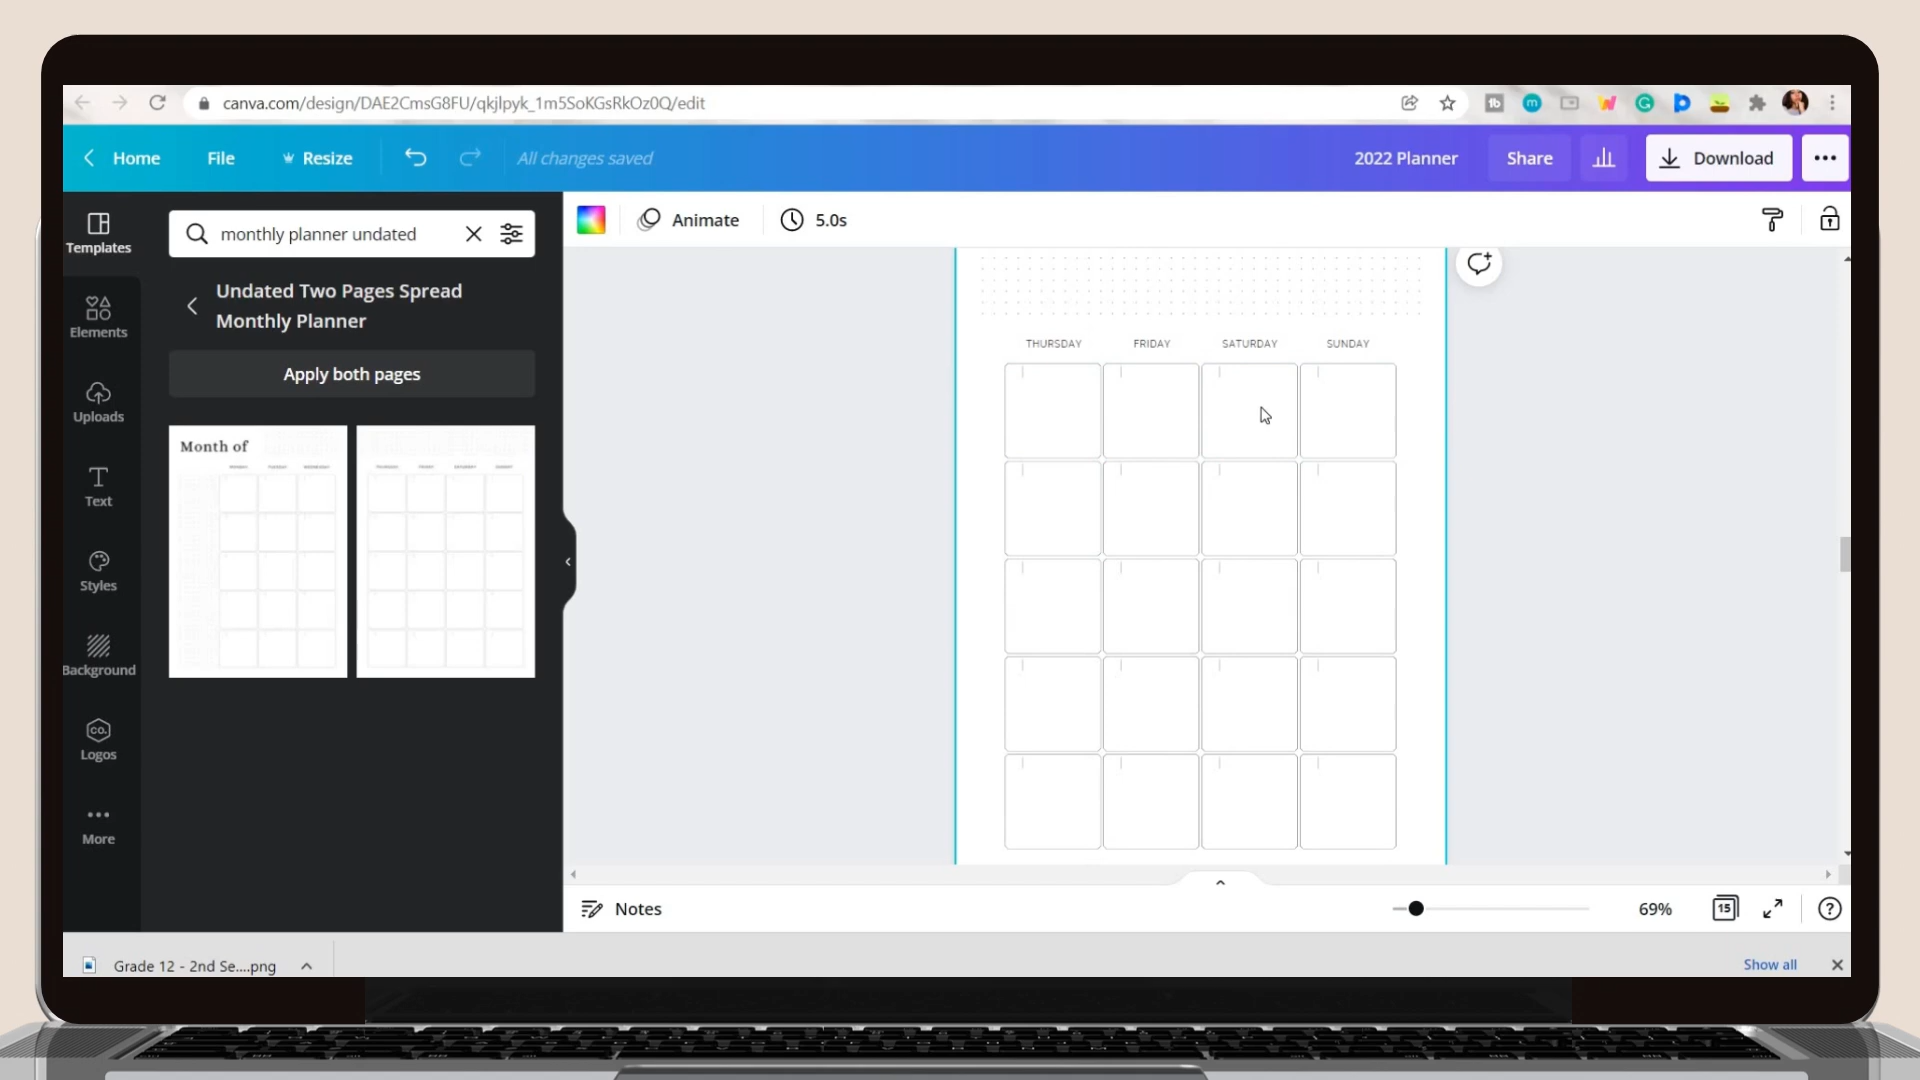 canva.com/design/DAE2CmsG8FU/qkjlpyk_1m5SoKGsRkOz0Q/edit
Home
File
Resize
All changes saved
2022 Planner
Share
Download
Templates
monthly planner undated
Animate
5.0s
Undated Two Pages Spread
Monthly Planner
Apply both pages
Elements
Uploads
Text
Styles
Background
CO.
Logos
More
Month of
THURSDAY
FRIDAY
SATURDAY
SUNDAY
Notes
69%
15
Grade 12 - 2nd Se....png
Show all